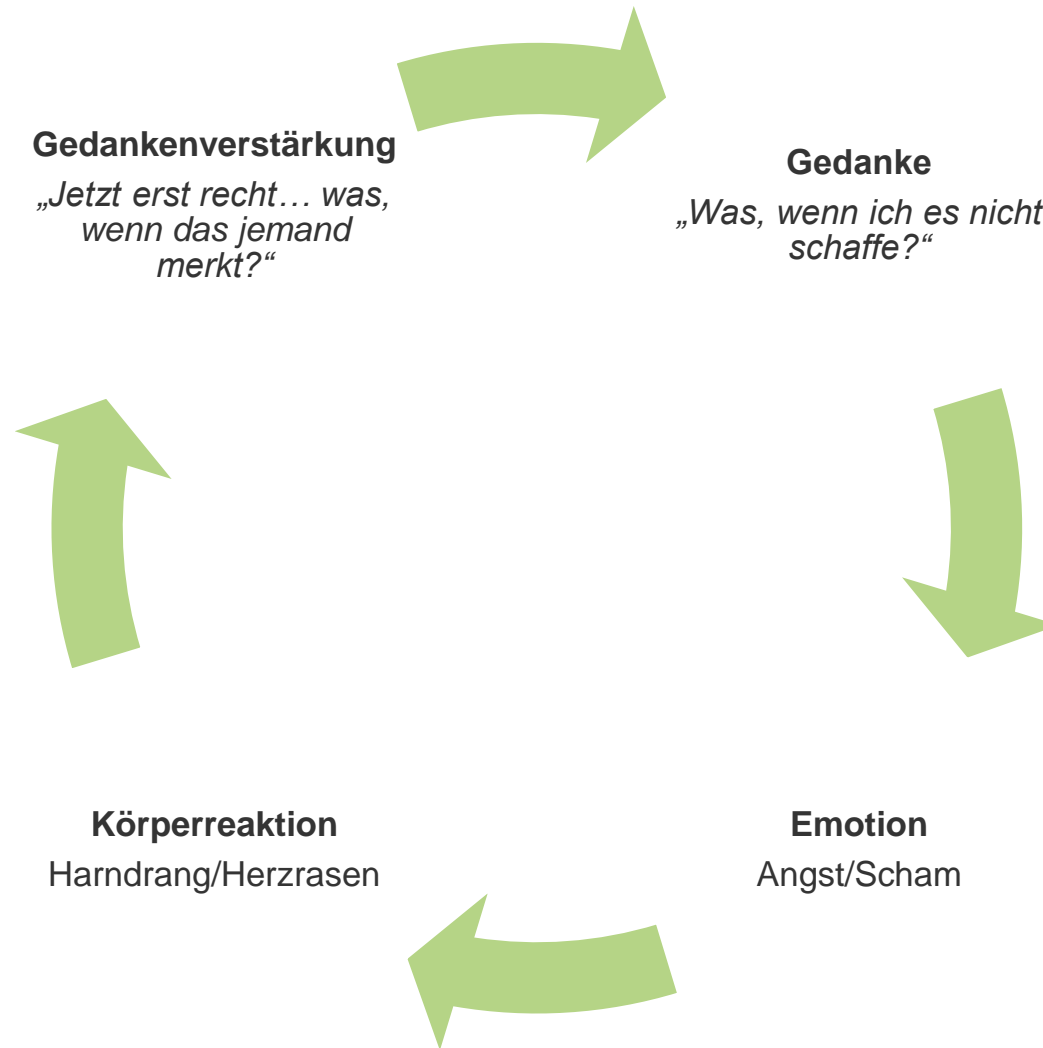 Gedankenverstärkung
„Jetzt erst recht… was,
wenn das jemand
merkt?“
Gedanke
„Was, wenn ich es nicht
schaffe?“
Körperreaktion
Harndrang/Herzrasen
Emotion
Angst/Scham